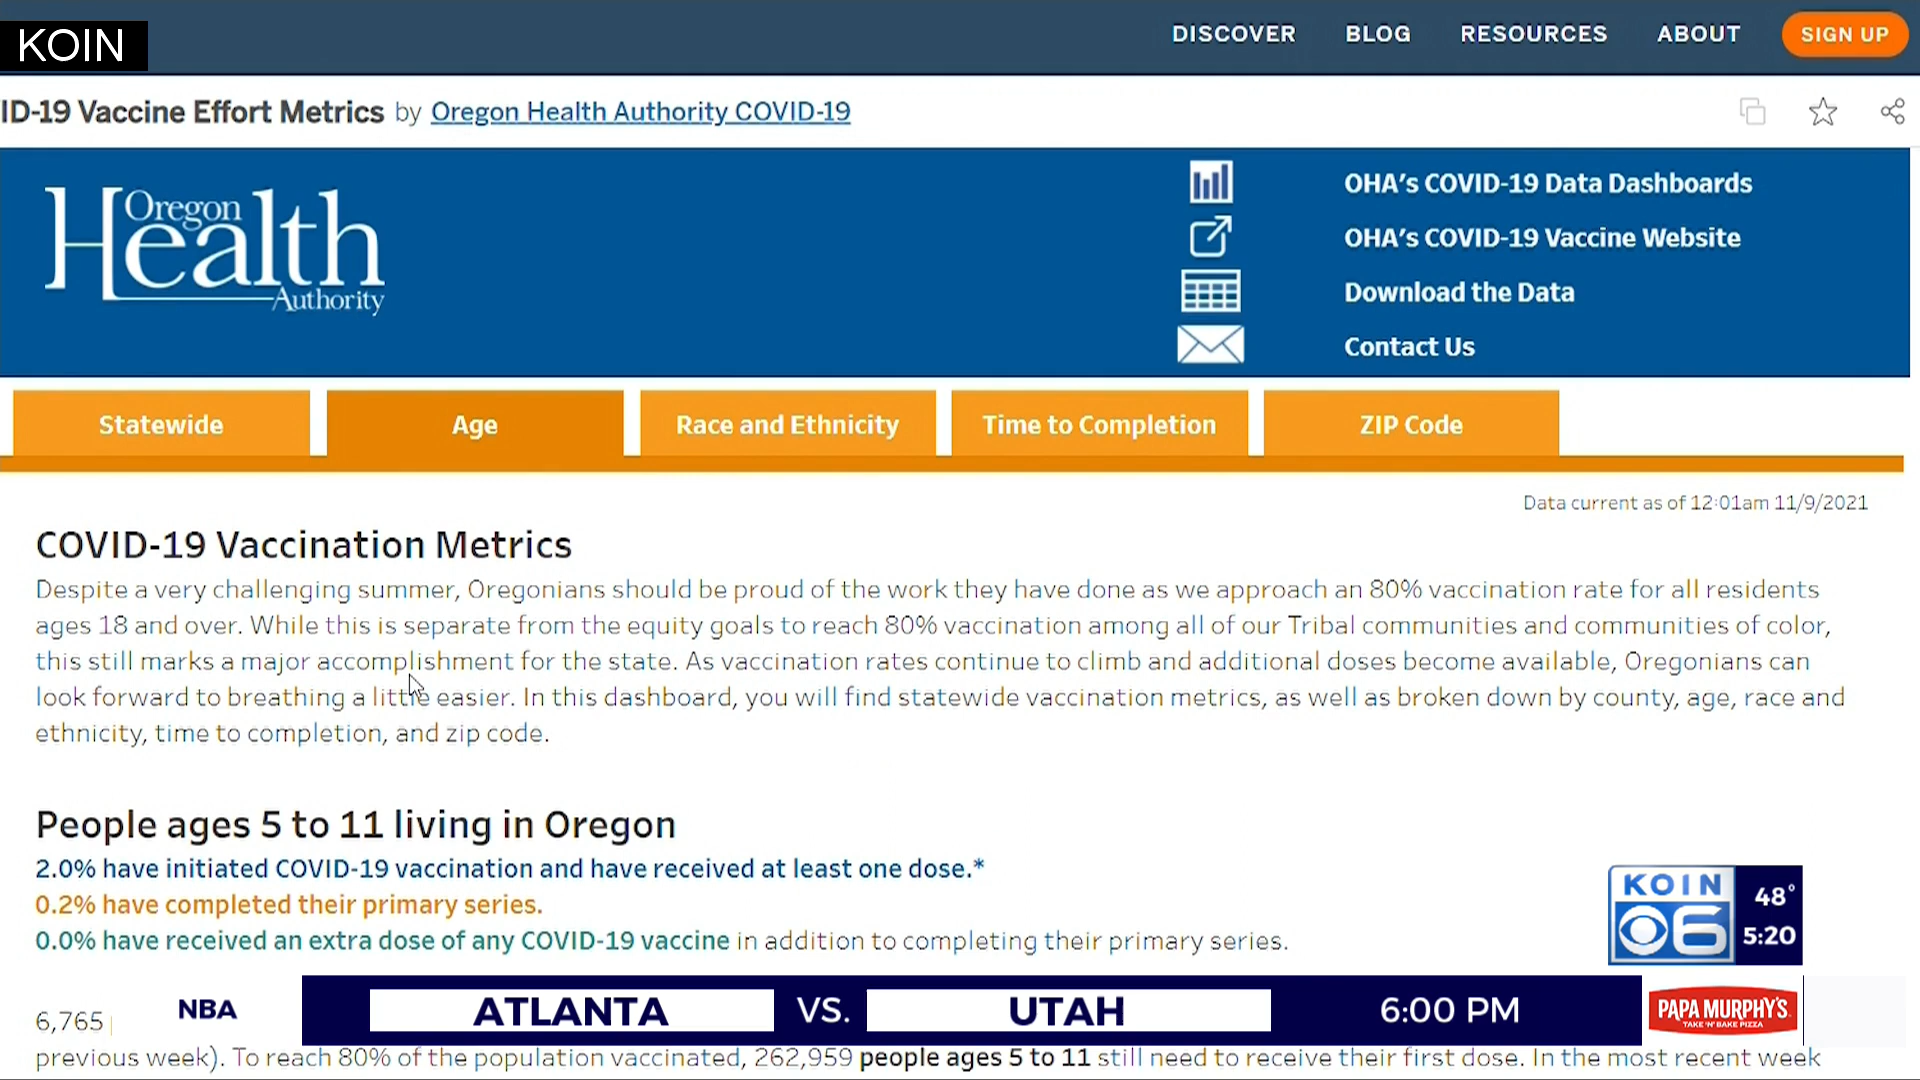 DISCOVER BLOG RESOURCES ABOUT SIGN UP
KOIN
ID-19 Vaccine Effort Metrics by Oregon Health Authority COVID-19
Oregon
Health
Authority
OHA's COVID-19 Data Dashboards
OHA's COVID-19 Vaccine Website
Download the Data
Contact Us
Statewide Age Race and Ethnicity Time to Completion ZIP Code
Data current as of 12:01am 11/9/2021
COVID-19 Vaccination Metrics
Despite a very challenging summer, Oregonians should be proud of the work they have done as we approach an 80% vaccination rate for all residents
ages 18 and over. While this is separate from the equity goals to reach 80% vaccination among all of our Tribal communities and communities of color,
this still marks a major accomplishment for the state. As vaccination rates continue to climb and additional doses become available, Oregonians can
look forward to breathing a little easier. In this dashboard, you will find statewide vaccination metrics, as well as broken down by county, age, race and
ethnicity, time to completion, and zip code.
People ages 5 to 11 living in Oregon
2.0% have initiated COVID-19 vaccination and have received at least one dose.*
0.2% have completed their primary series.
0.0% have received an extra dose of any COVID-19 vaccine in addition to completing their primary series.
KOIN 48°
6 5:20
NBA ATLANTA VS. UTAH 6:00 PM PAPA MURPHY'S
TAKE 'N' BAKE PIZZA
6,765
previous week). To reach 80% of the population vaccinated, 262,959 people ages 5 to 11 still need to receive their first dose. In the most recent week